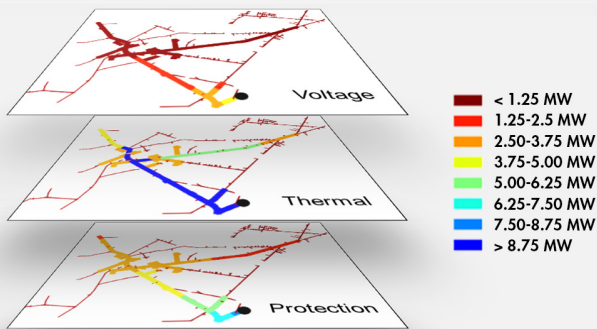 Voltage
Thermal
Protection
< 1.25 MW
1.25-2.5 MW
2.50-3.75 MW
3.75-5.00 MW
5.00-6.25 MW
6.25-7.50 MW
7.50-8.75 MW
> 8.75 MW